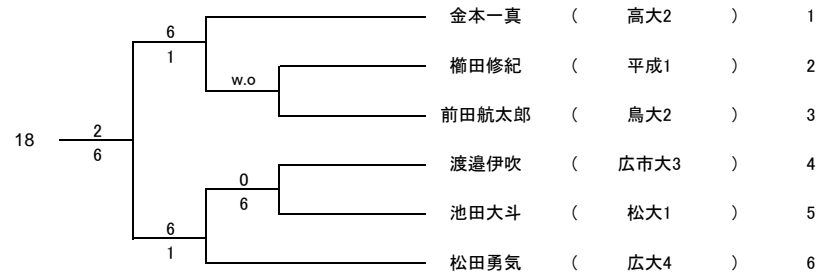 金本一真 ( 高大2 ) 1
6
1
櫛田修紀 ( 平成1 ) 2
w.o
前田航太郎 ( 鳥大2 ) 3
18
2
6
渡邉伊吹 ( 広市大3 ) 4
0
6
池田大斗 ( 松大1 ) 5
6
1
松田勇気 ( 広大4 ) 6